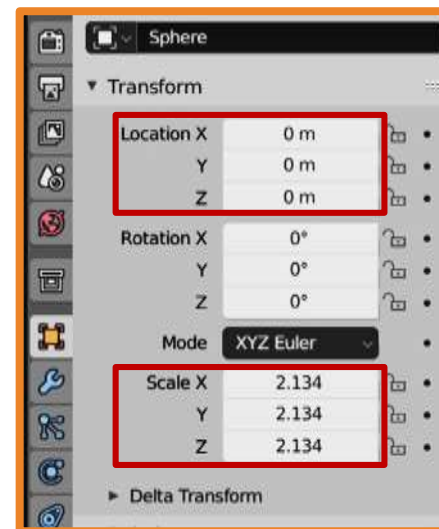 Sphere
Transform
Location X 0 m
Y 0 m
Z 0 m
Rotation X 0°
Y 0°
Z 0°
Mode XYZ Euler
Scale X 2.134
Y 2.134
Z 2.134
Delta Transform